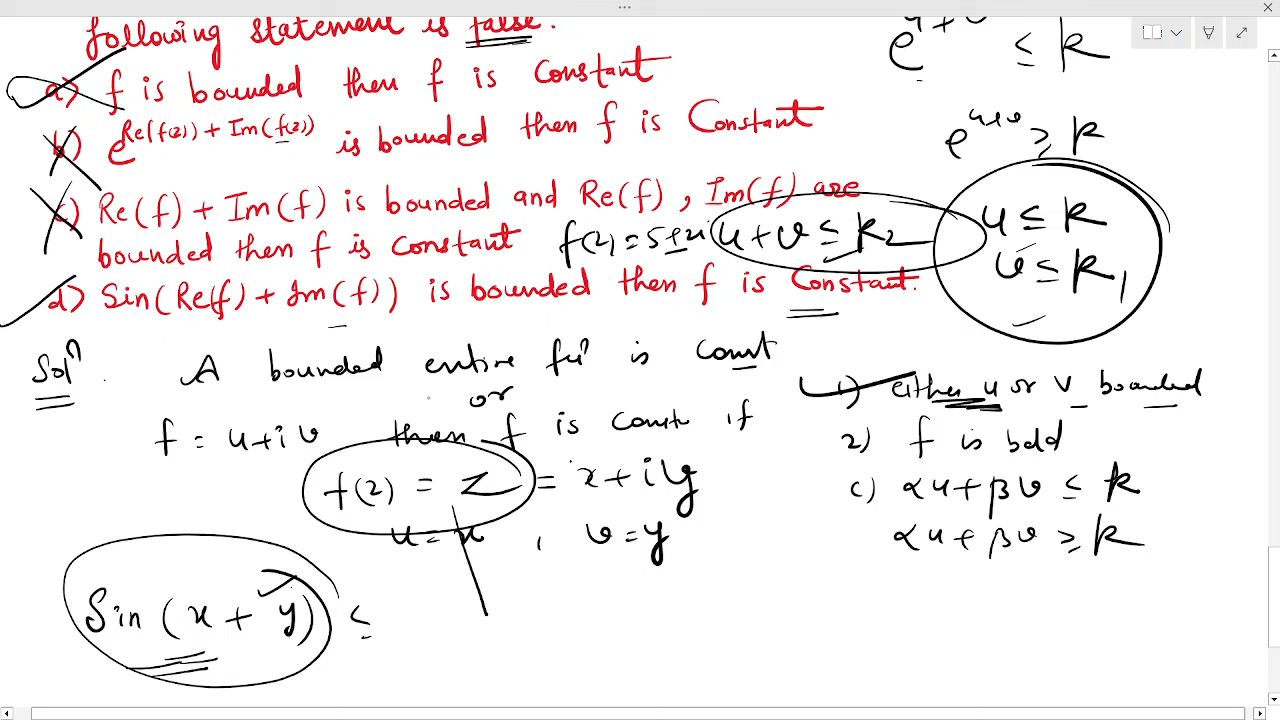 following statement is false.
a) f is bounded then f is Constant
b) e^{Re(f(z)) + Im(f(z))} is bounded then f is Constant
c) Re(f) + Im(f) is bounded and Re(f), Im(f) are
bounded then f is constant
d) Sin(Re(f) + Im(f)) is bounded then f is Constant.
u+v ≤ k2
e^{u+v} ≤ k
e^{u+v} ≥ k
u ≤ k
v ≤ k1
Sol^n. A bounded entire fu^n is const
or
f = u+iv then f is const if
f(z) = z = x+iy
u = x , v = y
Sin (x + y) ≤
1) either u or v bounded
2) f is bdd
c) αu+βv ≤ k
αu+βv ≥ k